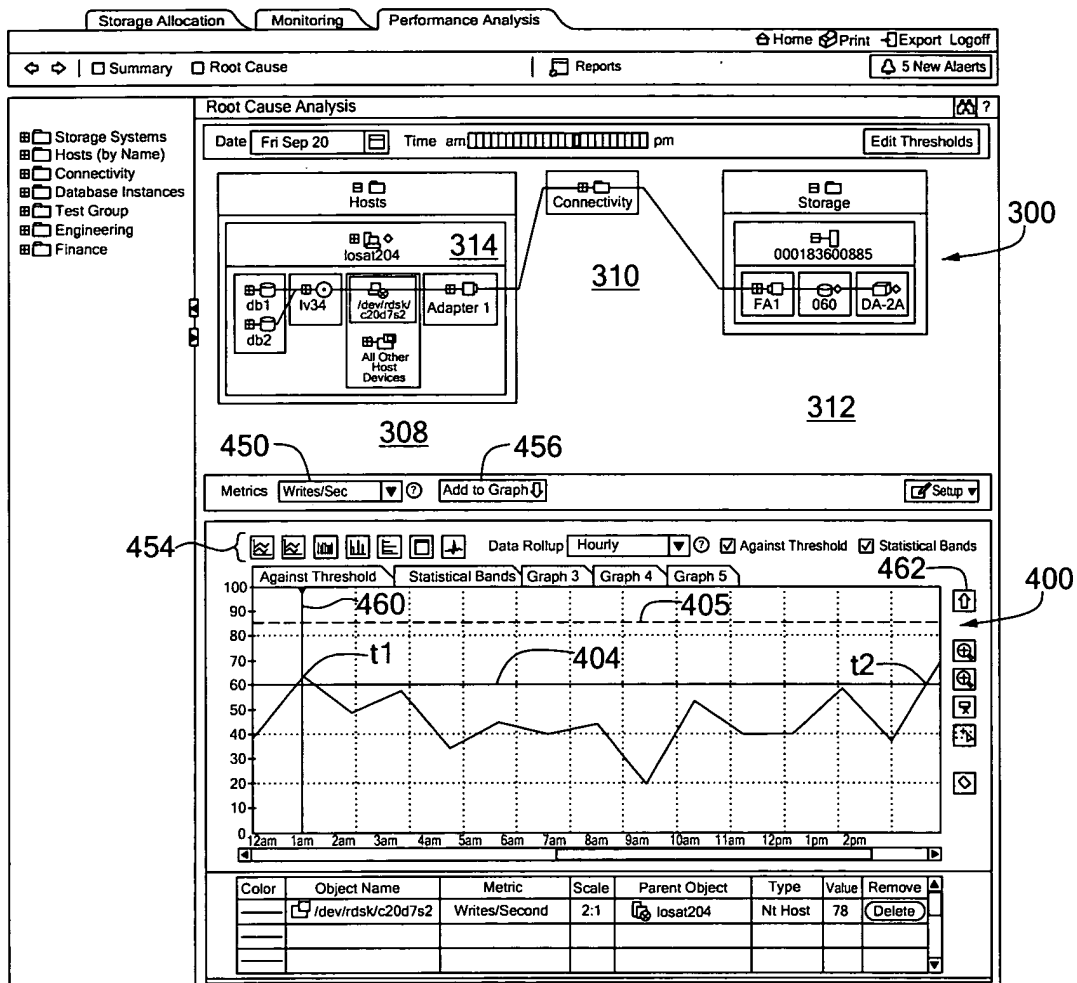 Storage Allocation Monitoring Performance Analysis
Home Print Export Logoff
Summary Root Cause Reports 5 New Alaerts
Root Cause Analysis ?
Storage Systems
Hosts (by Name)
Connectivity
Database Instances
Test Group
Engineering
Finance
Date Fri Sep 20 Time am pm Edit Thresholds
Hosts
losat204
314
db1
db2
lv34
/dev/rdsk/
c20d7s2
All Other
Host
Devices
Adapter 1
Connectivity
310
Storage
000183600885
FA1 060 DA-2A
300
308
312
450
456
Metrics Writes/Sec ? Add to Graph Setup
454
Data Rollup Hourly ? Against Threshold Statistical Bands
Against Threshold Statistical Bands Graph 3 Graph 4 Graph 5
462
400
460
405
t1
404
t2
100
90
80
70
60
50
40
30
20
10
0
12am 1am 2am 3am 4am 5am 6am 7am 8am 9am 10am 11am 12pm 1pm 2pm
Color Object Name Metric Scale Parent Object Type Value Remove
/dev/rdsk/c20d7s2 Writes/Second 2:1 losat204 Nt Host 78 Delete